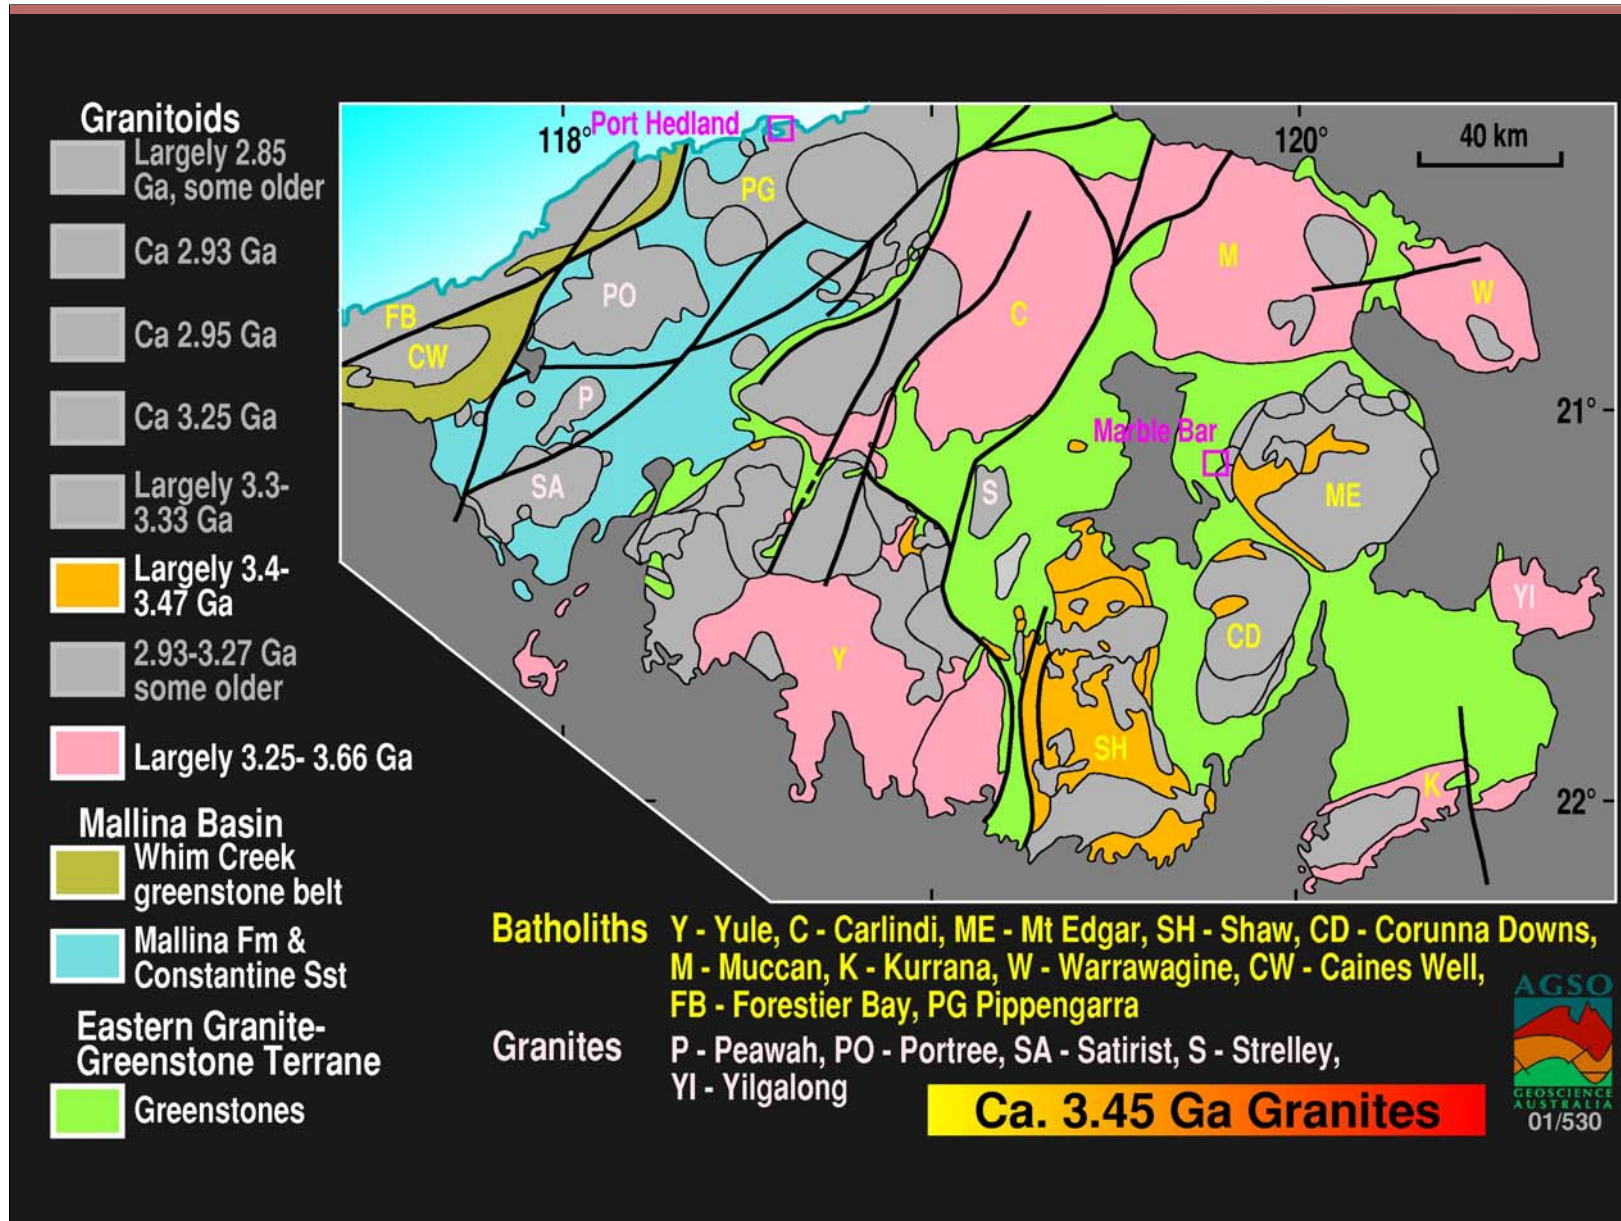 Granitoids
Largely 2.85
Ga, some older
Ca 2.93 Ga
Ca 2.95 Ga
Ca 3.25 Ga
Largely 3.3-
3.33 Ga
Largely 3.4-
3.47 Ga
2.93-3.27 Ga
some older
Largely 3.25- 3.66 Ga
Mallina Basin
Whim Creek
greenstone belt
Mallina Fm &
Constantine Sst
Eastern Granite-
Greenstone Terrane
Greenstones
118°
Port Hedland
120°
40 km
PG
M
W
PO
C
FB
CW
P
21°
Marble Bar
SA
S
ME
YI
CD
Y
SH
K
22°
Batholiths
Y - Yule, C - Carlindi, ME - Mt Edgar, SH - Shaw, CD - Corunna Downs,
M - Muccan, K - Kurrana, W - Warrawagine, CW - Caines Well,
FB - Forestier Bay, PG Pippengarra
Granites
P - Peawah, PO - Portree, SA - Satirist, S - Strelley,
YI - Yilgalong
Ca. 3.45 Ga Granites
AGSO
GEOSCIENCE
AUSTRALIA
01/530